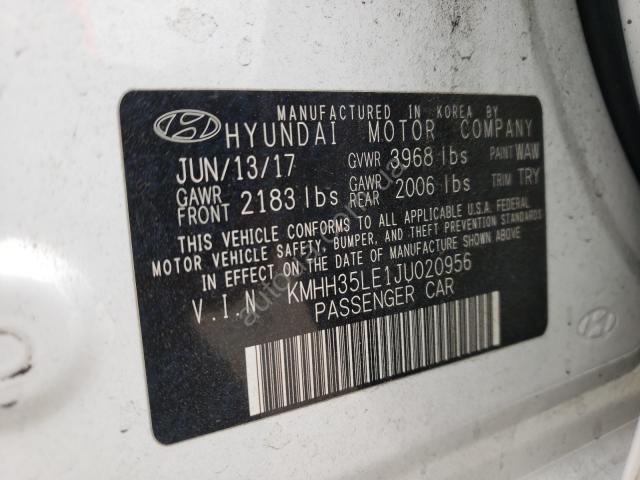 MANUFACTURED IN KOREA BY
HYUNDAI MOTOR COMPANY
JUN/13/17 GVWR 3968 lbs PAINT WAW
GAWR FRONT 2183 lbs GAWR REAR 2006 lbs TRIM TRY
THIS VEHICLE CONFORMS TO ALL APPLICABLE U.S.A. FEDERAL
MOTOR VEHICLE SAFETY, BUMPER, AND THEFT PREVENTION STANDARDS
IN EFFECT ON THE DATE OF MANUFACTURE SHOWN ABOVE
V.I.N KMHH35LE1JU020956
PASSENGER CAR